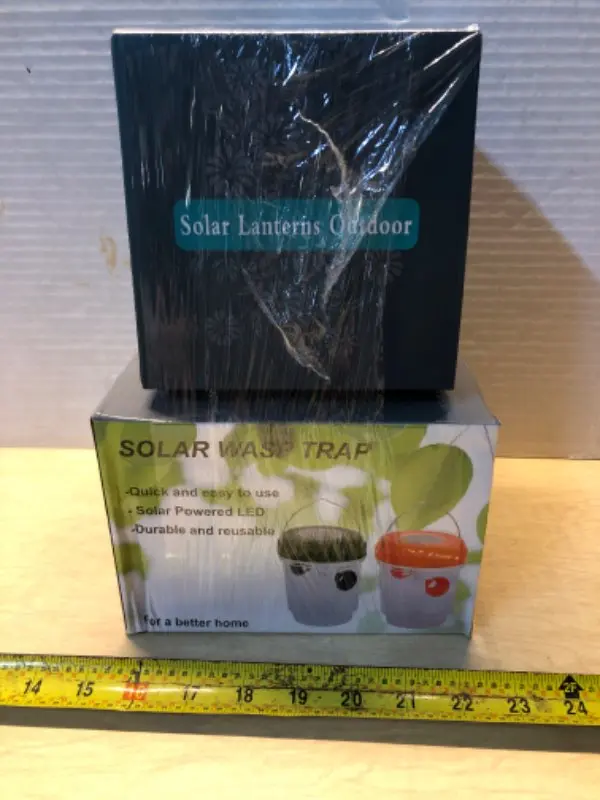 Solar Lanterns Outdoor
SOLAR WASP TRAP
-Quick and easy to use
- Solar Powered LED
-Durable and reusable
for a better home
14 15 16 17 18 19 20 21 22 23 24
2F